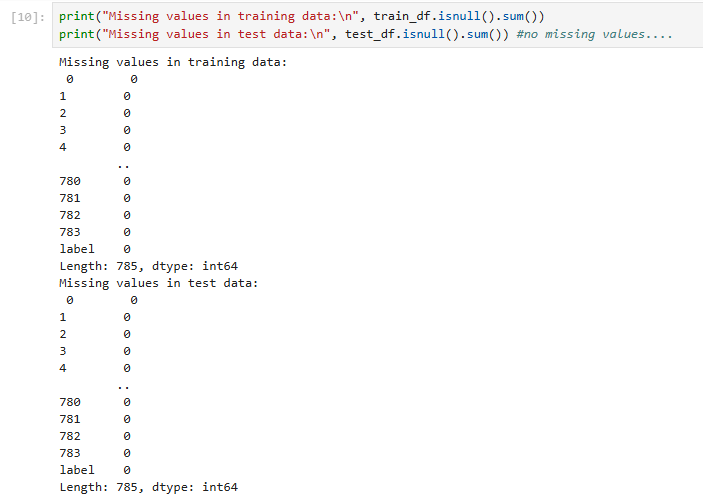 [10]: print("Missing values in training data:\n", train_df.isnull().sum())
print("Missing values in test data:\n", test_df.isnull().sum()) #no missing values....
Missing values in training data:
0 0
1 0
2 0
3 0
4 0
..
780 0
781 0
782 0
783 0
label 0
Length: 785, dtype: int64
Missing values in test data:
0 0
1 0
2 0
3 0
4 0
..
780 0
781 0
782 0
783 0
label 0
Length: 785, dtype: int64